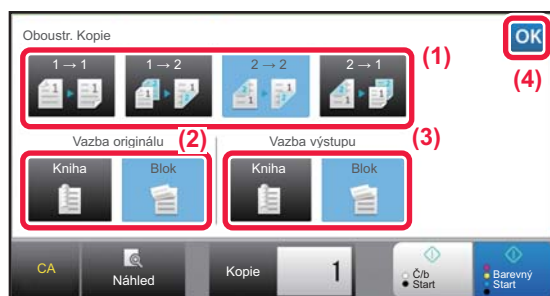 Oboustr. Kopie
OK
(1)
(4)
1 → 1
1 → 2
2 → 2
2 → 1
Vazba originálu
(2)
Vazba výstupu
(3)
Kniha
Blok
Kniha
Blok
CA
Náhled
Kopie
1
Č/b
Start
Barevný
Start